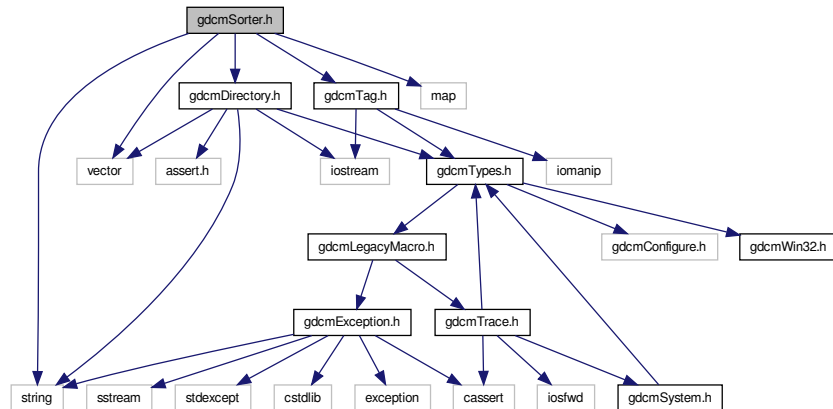 gdcmSorter.h
gdcmDirectory.h
gdcmTag.h
map
vector
assert.h
iostream
gdcmTypes.h
iomanip
gdcmLegacyMacro.h
gdcmConfigure.h
gdcmWin32.h
gdcmException.h
gdcmTrace.h
string
sstream
stdexcept
cstdlib
exception
cassert
iosfwd
gdcmSystem.h